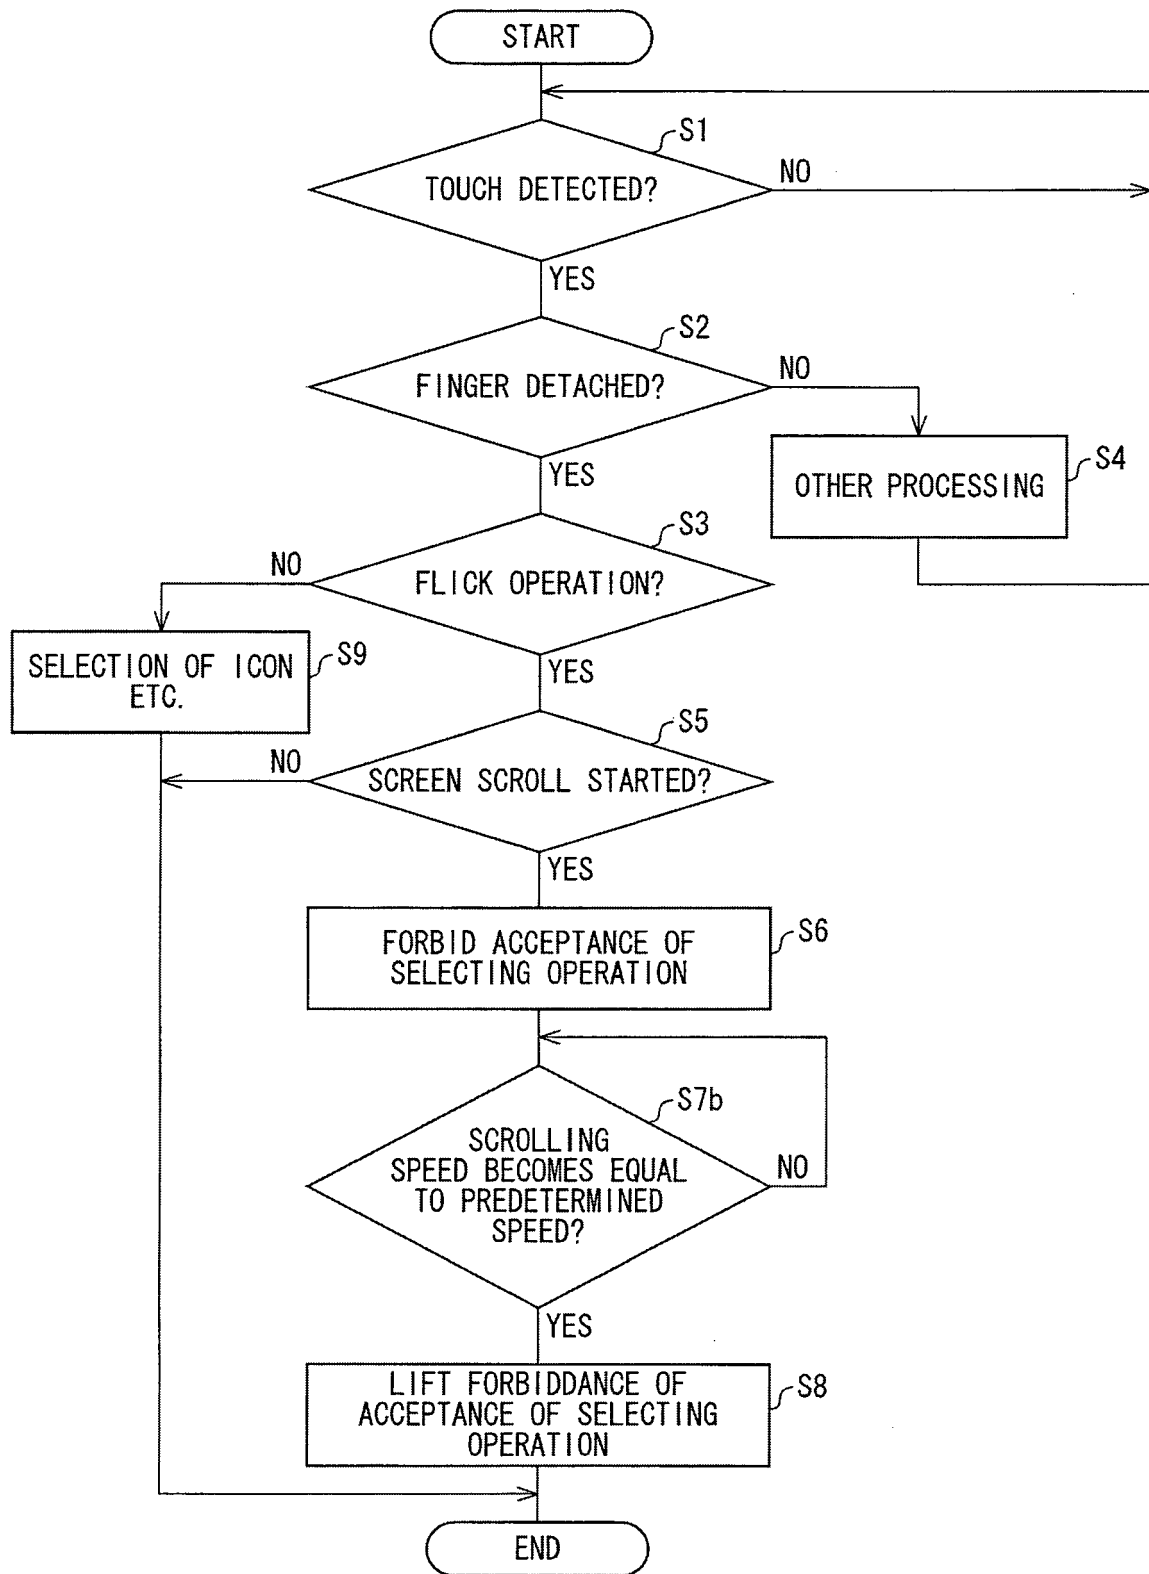 START
S1
TOUCH DETECTED?
NO
YES
S2
FINGER DETACHED?
NO
YES
S4
OTHER PROCESSING
S3
FLICK OPERATION?
NO
YES
S9
SELECTION OF ICON
ETC.
S5
SCREEN SCROLL STARTED?
NO
YES
S6
FORBID ACCEPTANCE OF
SELECTING OPERATION
S7b
SCROLLING
SPEED BECOMES EQUAL
TO PREDETERMINED
SPEED?
NO
YES
S8
LIFT FORBIDDANCE OF
ACCEPTANCE OF SELECTING
OPERATION
END